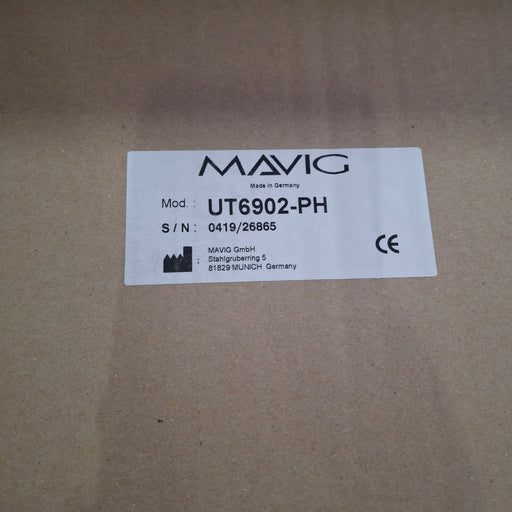 MAVIG
Made in Germany
Mod. : UT6902-PH
S / N : 0419/26865
: MAVIG GmbH
Stahlgruberring 5
81829 MUNICH Germany
CE